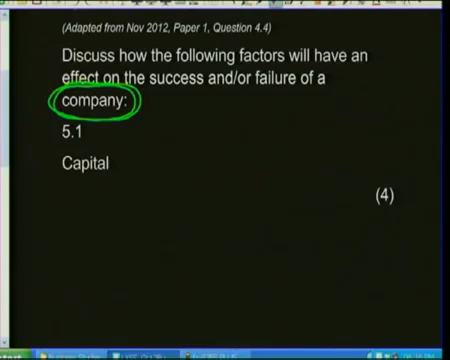 (Adapted from Nov 2012, Paper 1, Question 4.4)
Discuss how the following factors will have an
effect on the success and/or failure of a
company:
5.1
Capital
(4)